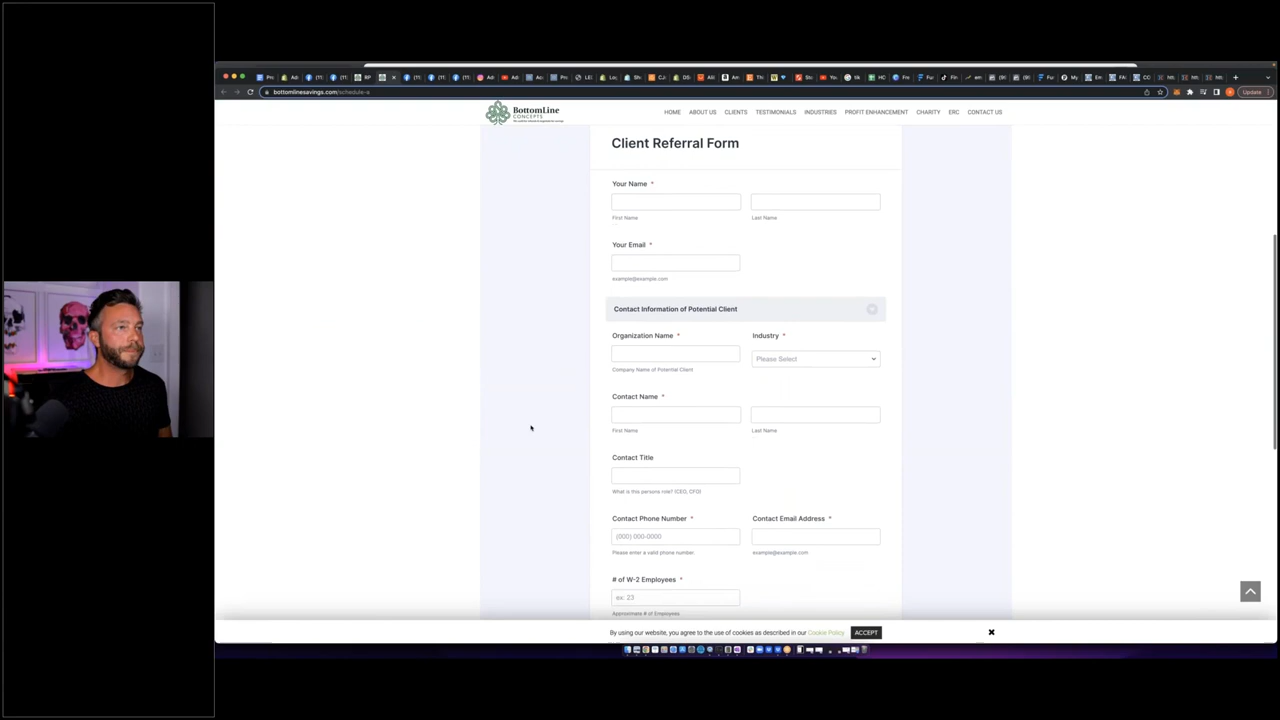 bottomlinesavings.com/schedule-a
Update
BottomLine
CONCEPTS
HOME ABOUT US CLIENTS TESTIMONIALS INDUSTRIES PROFIT ENHANCEMENT CHARITY ERC CONTACT US
Client Referral Form
Your Name *
First Name Last Name
Your Email *
example@example.com
Contact Information of Potential Client
Organization Name * Industry *
Please Select
Company Name of Potential Client
Contact Name *
First Name Last Name
Contact Title
What is this persons role? (CEO, CFO)
Contact Phone Number * Contact Email Address *
(000) 000-0000
Please enter a valid phone number. example@example.com
# of W-2 Employees *
ex. 23
Approximate # of Employees
By using our website, you agree to the use of cookies as described in our Cookie Policy ACCEPT